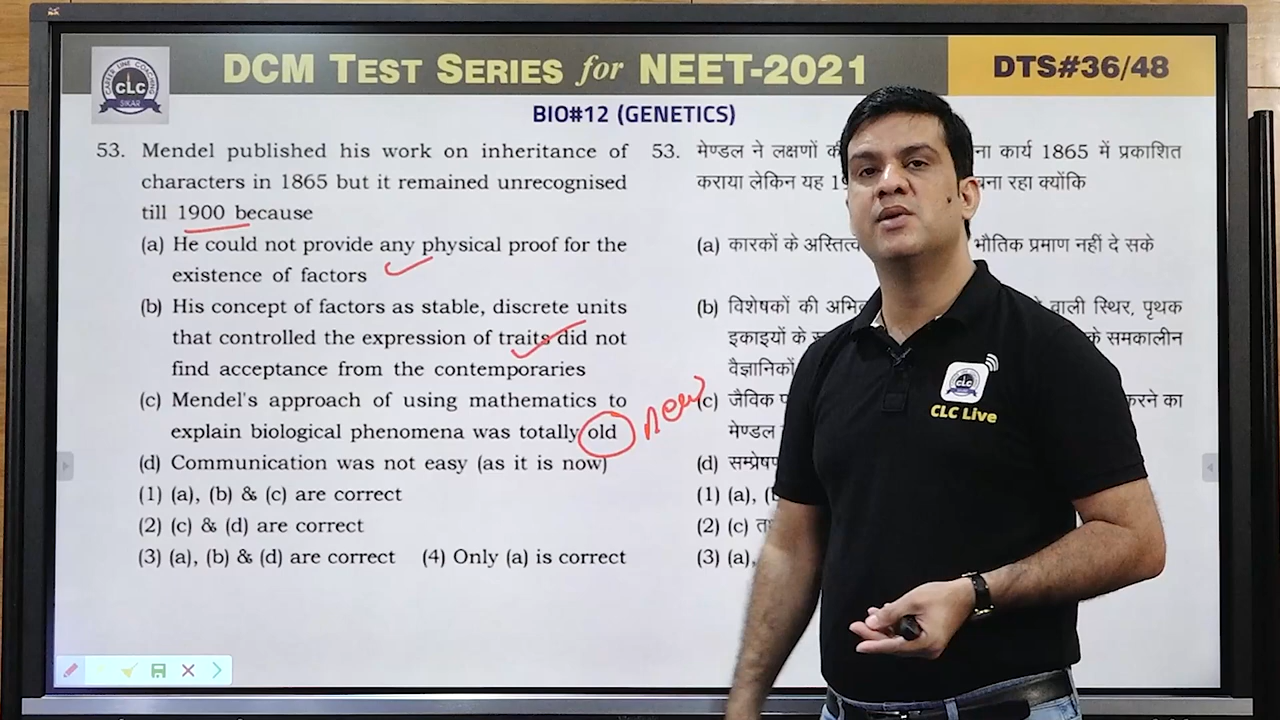 DCM TEST SERIES for NEET-2021
DTS#36/48
CAREER LINE COACHING
CLC
SIKAR
BIO#12 (GENETICS)
53. Mendel published his work on inheritance of
characters in 1865 but it remained unrecognised
till 1900 because
(a) He could not provide any physical proof for the
existence of factors
(b) His concept of factors as stable, discrete units
that controlled the expression of traits did not
find acceptance from the contemporaries
(c) Mendel's approach of using mathematics to
explain biological phenomena was totally old
new
(d) Communication was not easy (as it is now)
(1) (a), (b) & (c) are correct
(2) (c) & (d) are correct
(3) (a), (b) & (d) are correct (4) Only (a) is correct
53. मेण्डल ने लक्षणों ना कार्य 1865 में प्रकाशित
कराया लेकिन यह बना रहा क्योंकि
(a) कारकों के अस्तित्व भौतिक प्रमाण नहीं दे सके
(b) विशेषकों की वाली स्थिर, पृथक
इकाइयों के के समकालीन
वैज्ञानिकों
(c) जैविक करने का
मेण्डल
(d)
(1) (a),
(2) (c)
(3) (a),
CLC
CLC Live